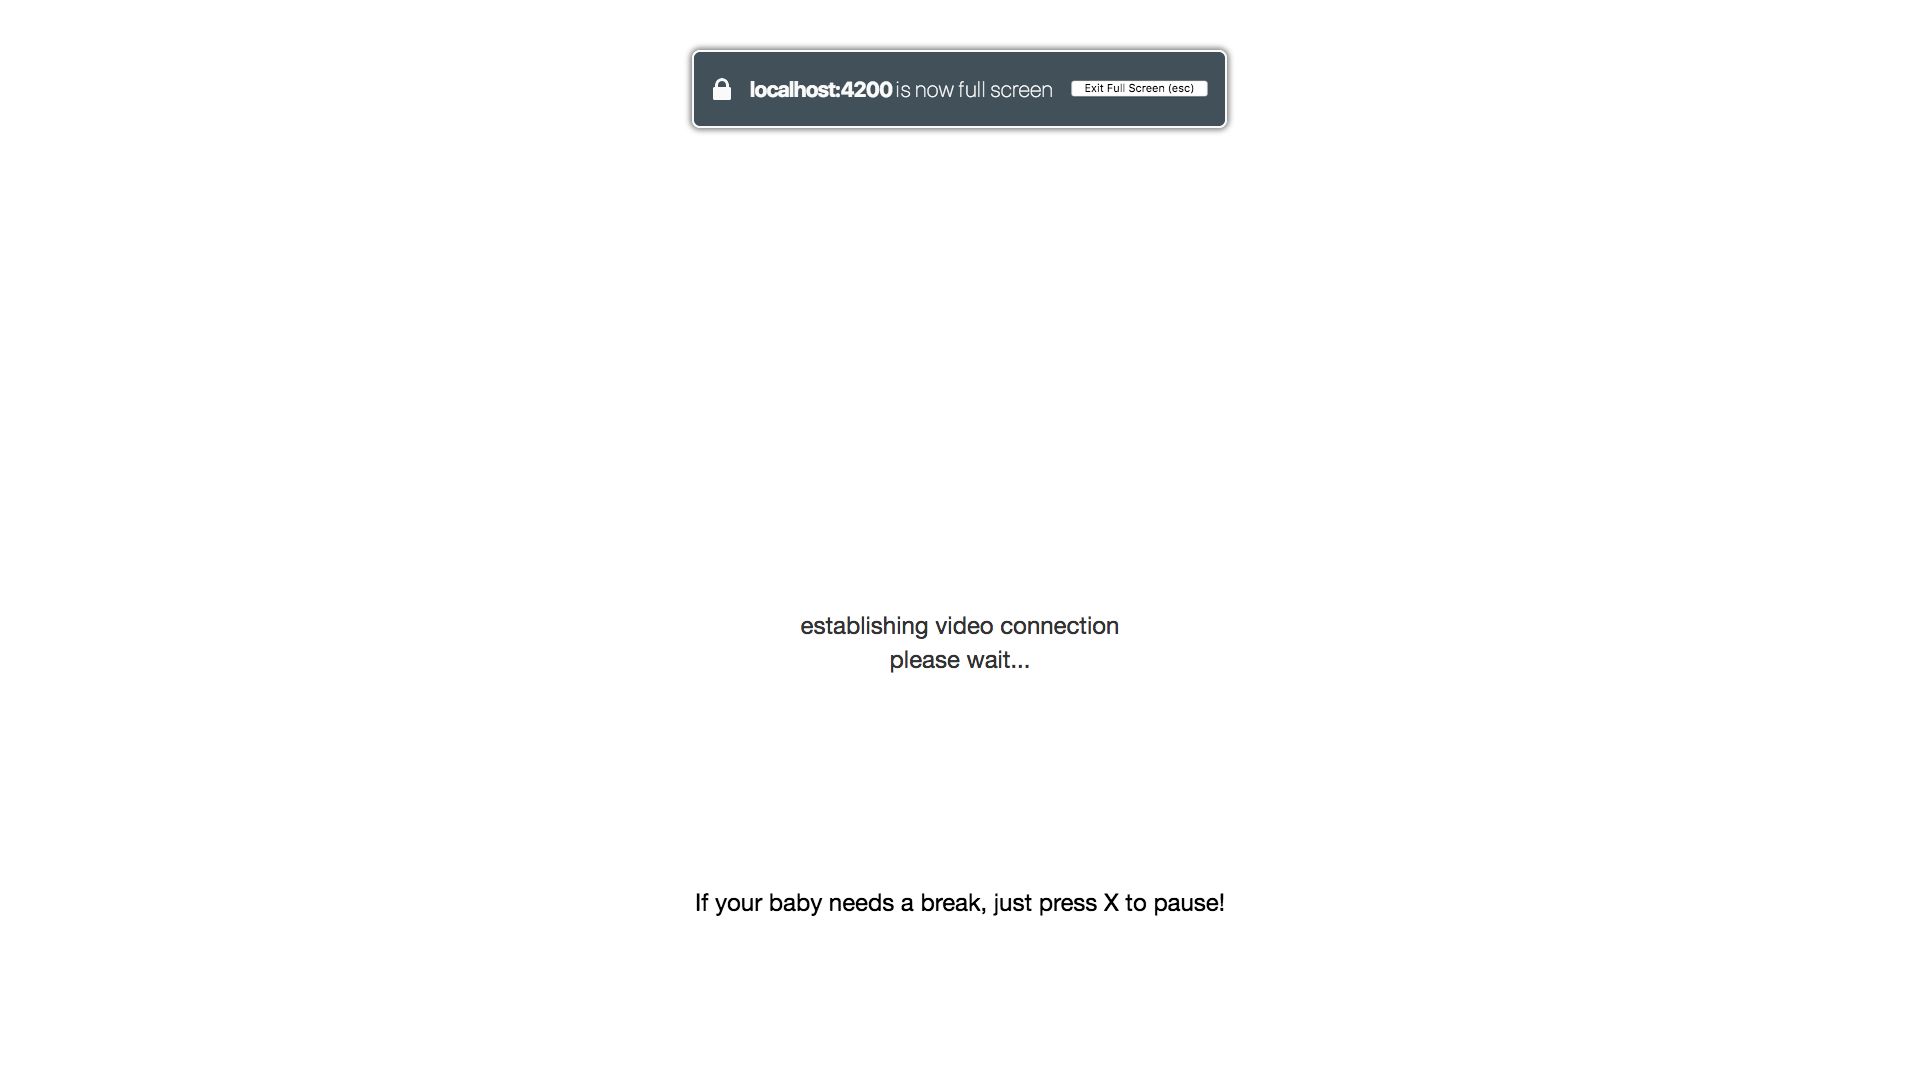 localhost:4200 is now full screen Exit Full Screen (esc)
establishing video connection
please wait...
If your baby needs a break, just press X to pause!